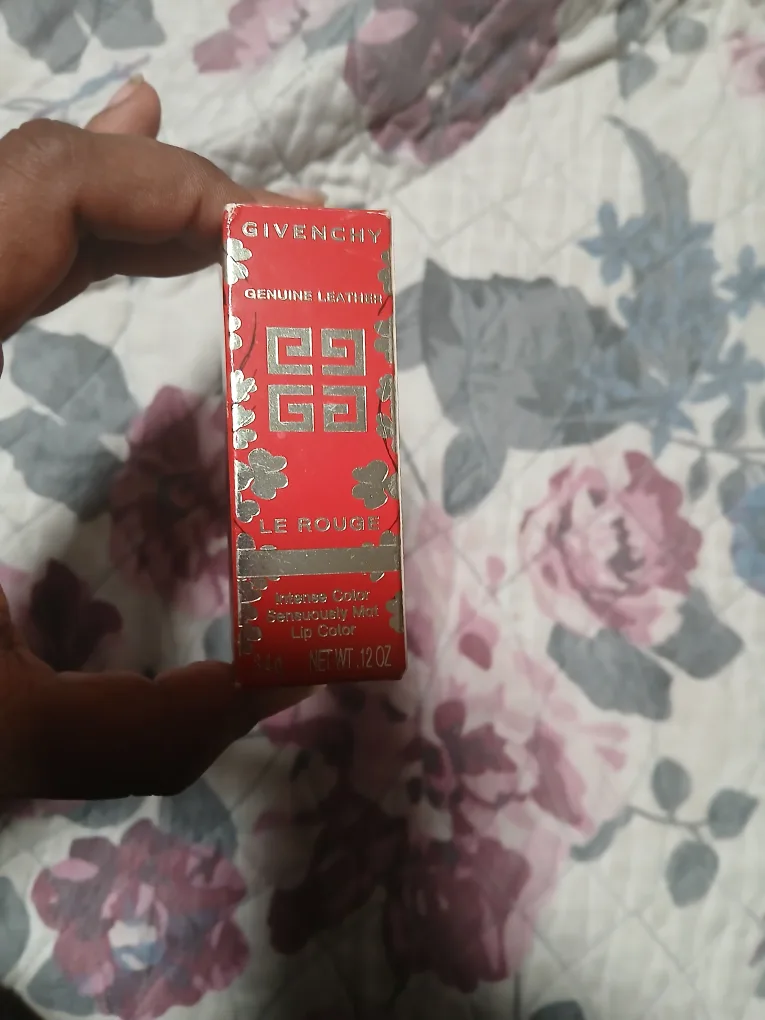 GIVENCHY
GENUINE LEATHER
LE ROUGE
Intense Color
Sensuously Mat
Lip Color
NET WT .12 OZ